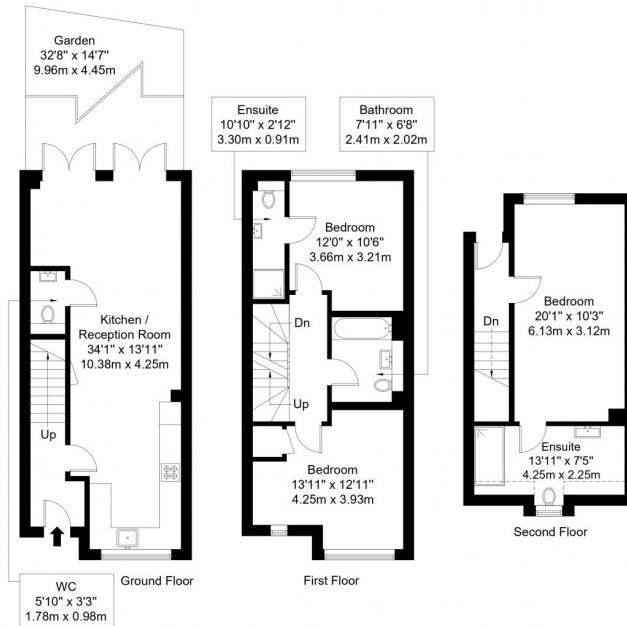 Garden
32'8" x 14'7"
9.96m x 4.45m
Kitchen /
Reception Room
34'1" x 13'11"
10.38m x 4.25m
Up
WC
5'10" x 3'3"
1.78m x 0.98m
Ground Floor
Ensuite
10'10" x 2'12"
3.30m x 0.91m
Bathroom
7'11" x 6'8"
2.41m x 2.02m
Bedroom
12'0" x 10'6"
3.66m x 3.21m
Dn
Up
Bedroom
13'11" x 12'11"
4.25m x 3.93m
First Floor
Dn
Bedroom
20'1" x 10'3"
6.13m x 3.12m
Ensuite
13'11" x 7'5"
4.25m x 2.25m
Second Floor